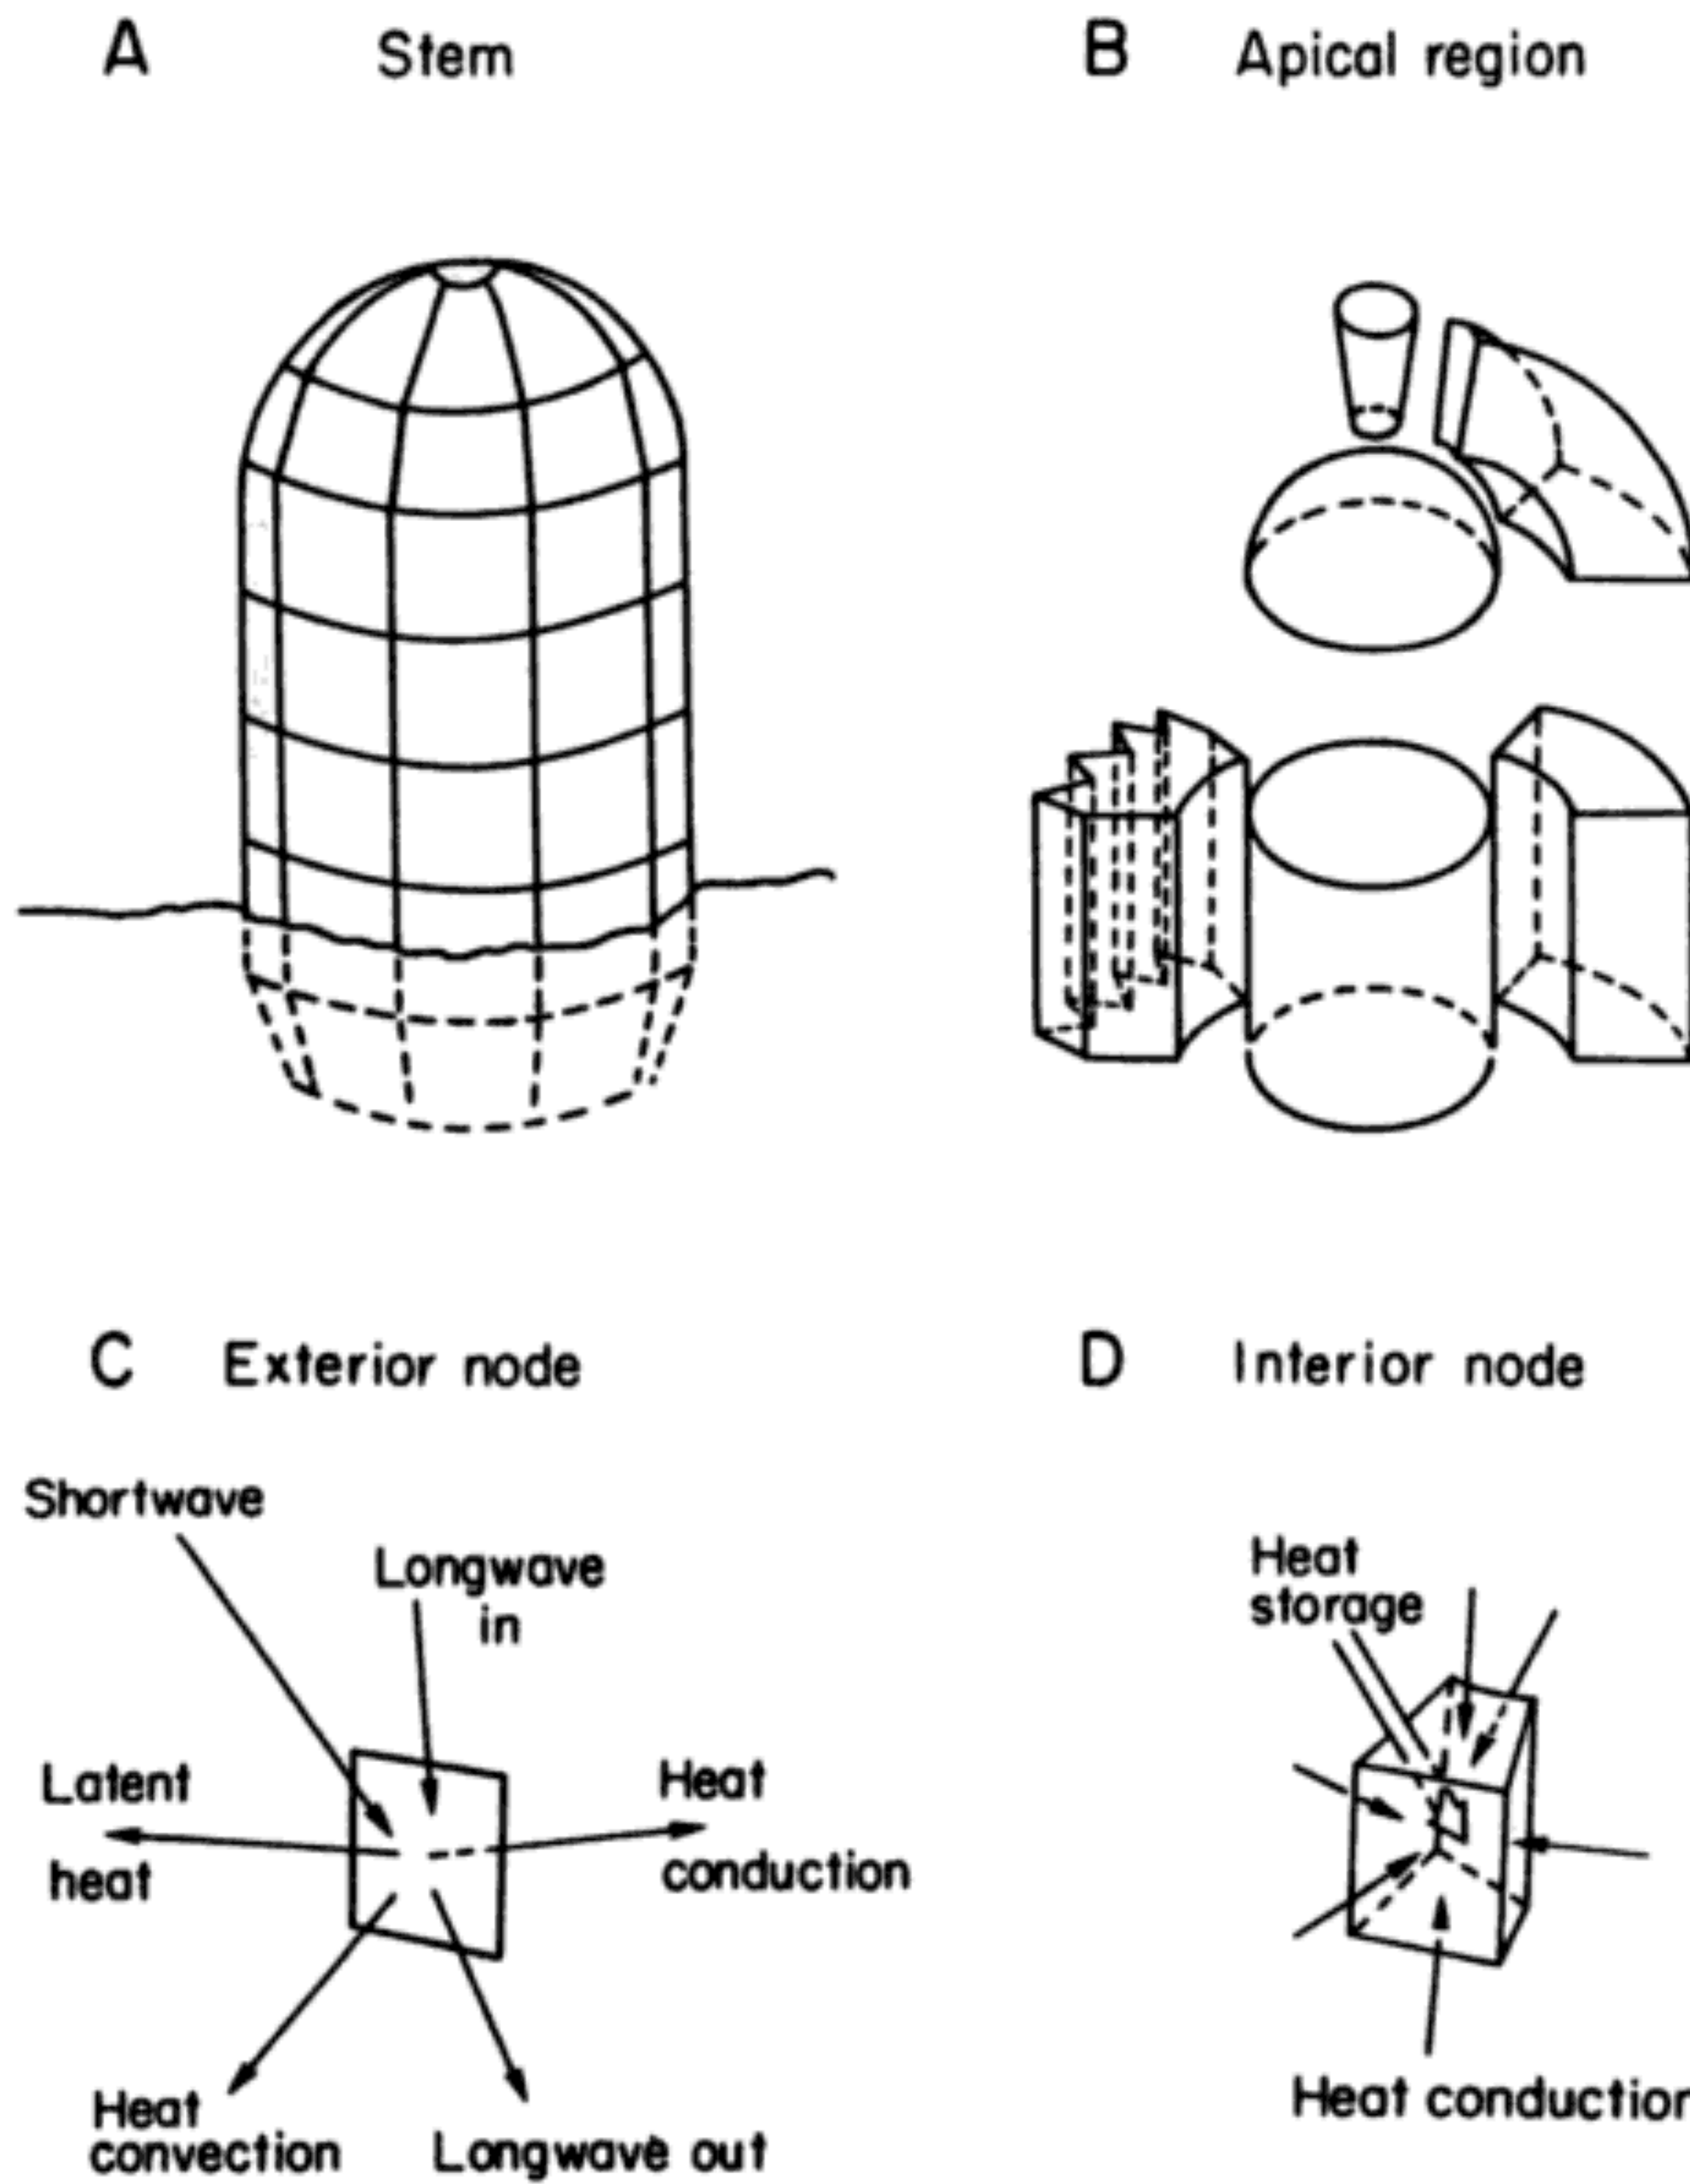 A Stem
B Apical region
C Exterior node
Shortwave
Longwave
in
Latent
heat
Heat
conduction
Heat
convection
Longwave out
D Interior node
Heat
storage
Heat conduction